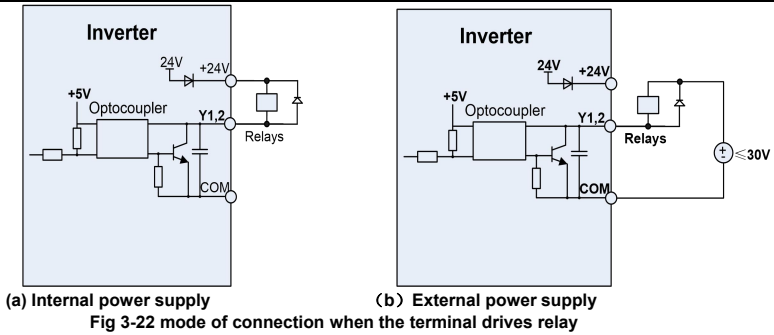 Inverter
24V
+24V
+5V
Optocoupler
Y1,2
Relays
COM
Inverter
24V
+24V
+5V
Optocoupler
Y1,2
Relays
COM
+
-
≤30V
(a) Internal power supply
（b）External power supply
Fig 3-22 mode of connection when the terminal drives relay